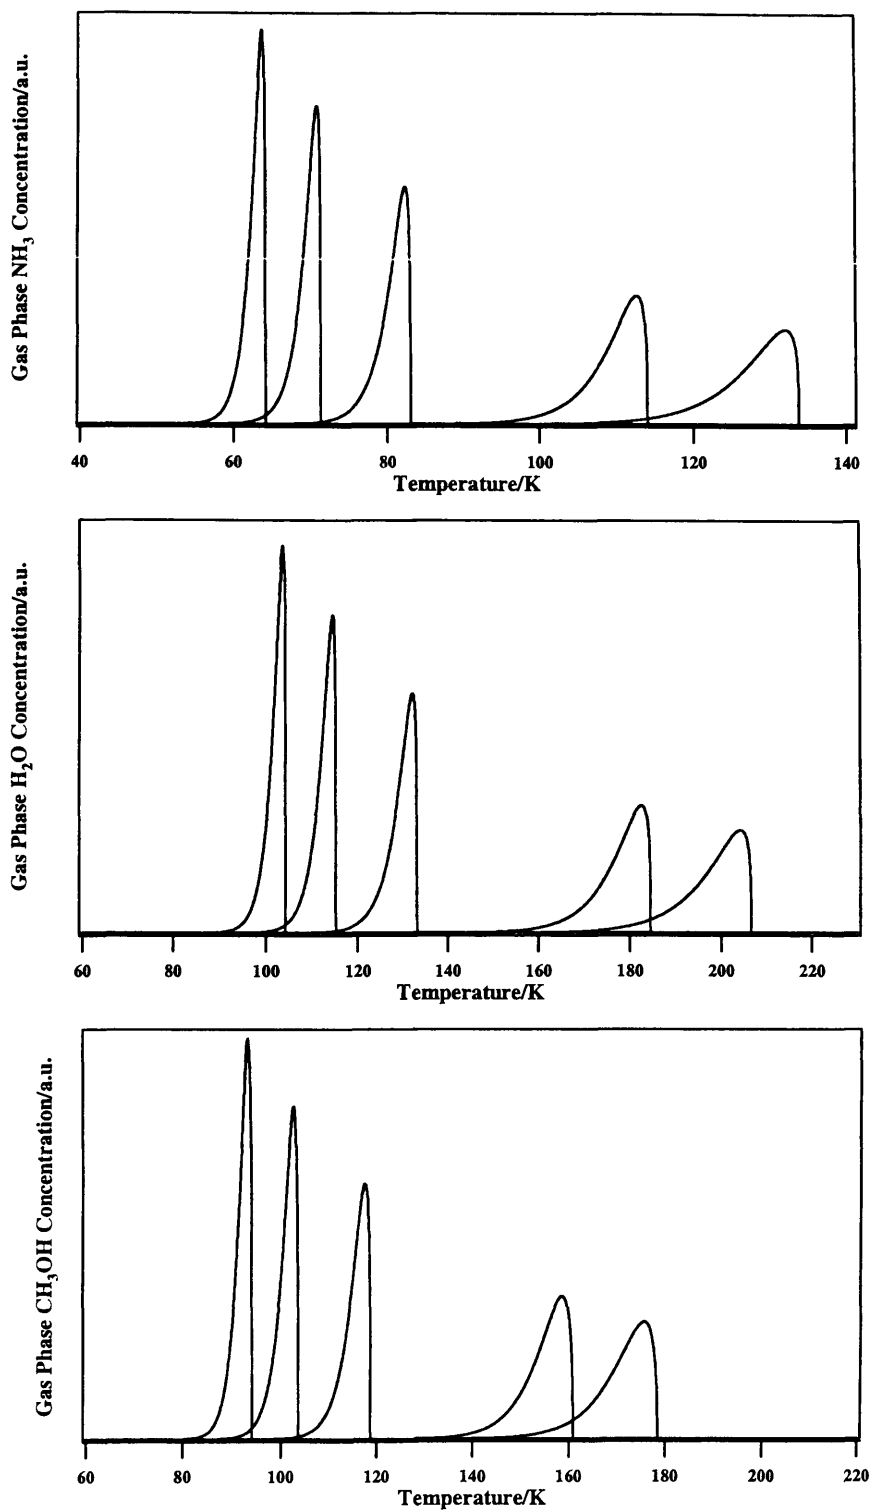 Gas Phase NH3 Concentration/a.u.
40 60 80 100 120 140
Temperature/K
Gas Phase H2O Concentration/a.u.
60 80 100 120 140 160 180 200 220
Temperature/K
Gas Phase CH3OH Concentration/a.u.
60 80 100 120 140 160 180 200 220
Temperature/K